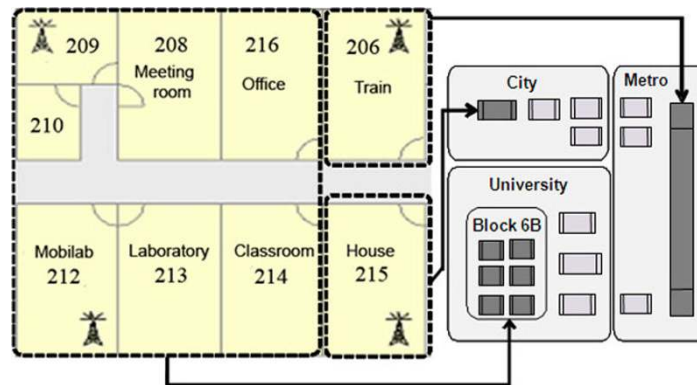 209
208
Meeting
room
216
Office
206
Train
210
City
Metro
University
Block 6B
Mobilab
212
Laboratory
213
Classroom
214
House
215